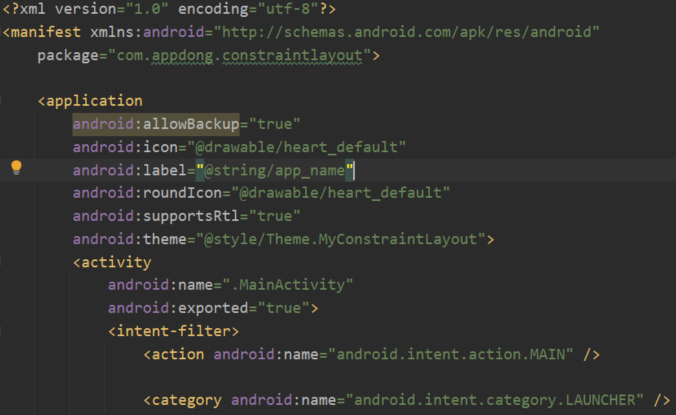 <?xml version="1.0" encoding="utf-8"?>
<manifest xmlns:android="http://schemas.android.com/apk/res/android"
    package="com.appdong.constraintlayout">

    <application
        android:allowBackup="true"
        android:icon="@drawable/heart_default"
        android:label="@string/app_name"
        android:roundIcon="@drawable/heart_default"
        android:supportsRtl="true"
        android:theme="@style/Theme.MyConstraintLayout">
        <activity
            android:name=".MainActivity"
            android:exported="true">
            <intent-filter>
                <action android:name="android.intent.action.MAIN" />

                <category android:name="android.intent.category.LAUNCHER" />